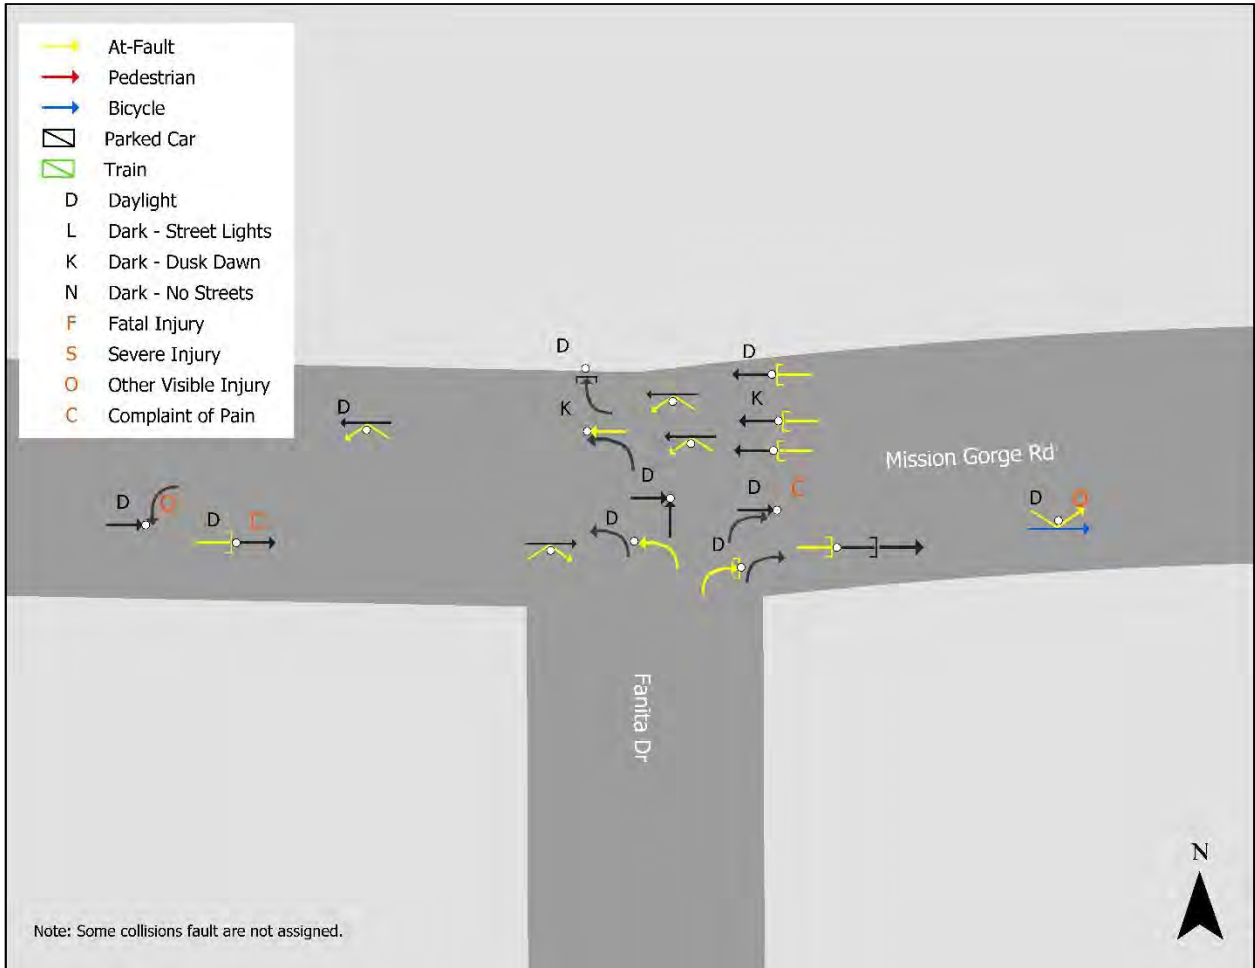 At-Fault
Pedestrian
Bicycle
Parked Car
Train
D Daylight
L Dark - Street Lights
K Dark - Dusk Dawn
N Dark - No Streets
F Fatal Injury
S Severe Injury
O Other Visible Injury
C Complaint of Pain
D
D
D
K
K
Mission Gorge Rd
D
D
D C
D O
D O
D C
D
D
Fanita Dr
N
Note: Some collisions fault are not assigned.